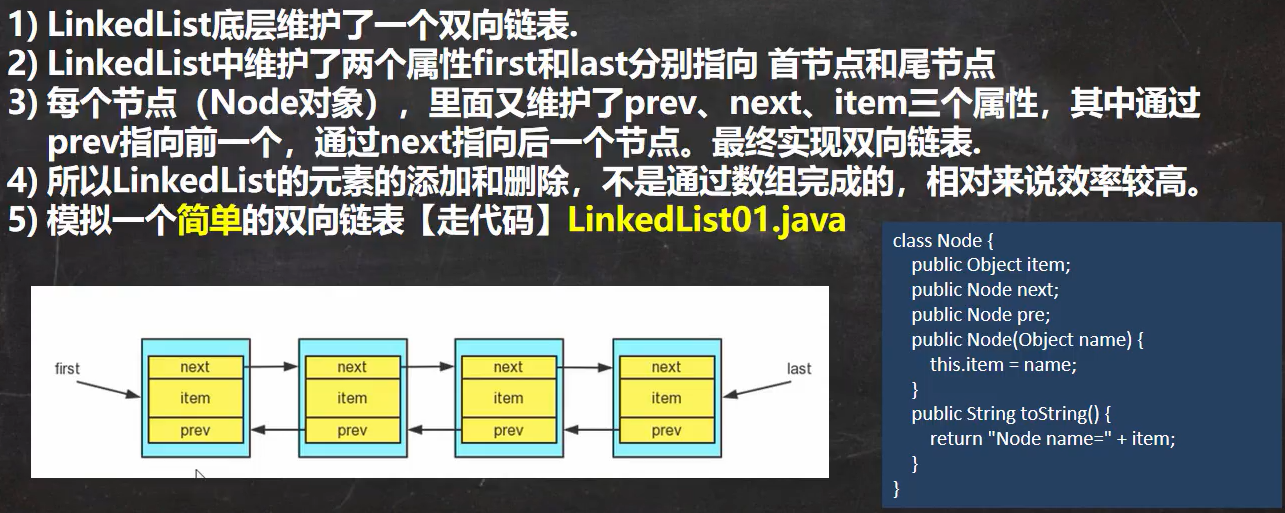 1) LinkedList底层维护了一个双向链表.
2) LinkedList中维护了两个属性first和last分别指向 首节点和尾节点
3) 每个节点（Node对象），里面又维护了prev、next、item三个属性，其中通过
prev指向前一个，通过next指向后一个节点。最终实现双向链表.
4) 所以LinkedList的元素的添加和删除，不是通过数组完成的，相对来说效率较高。
5) 模拟一个简单的双向链表【走代码】LinkedList01.java
class Node {
public Object item;
public Node next;
public Node pre;
public Node(Object name) {
this.item = name;
}
public String toString() {
return "Node name=" + item;
}
}
first
next
item
prev
next
item
prev
next
item
prev
next
item
prev
last